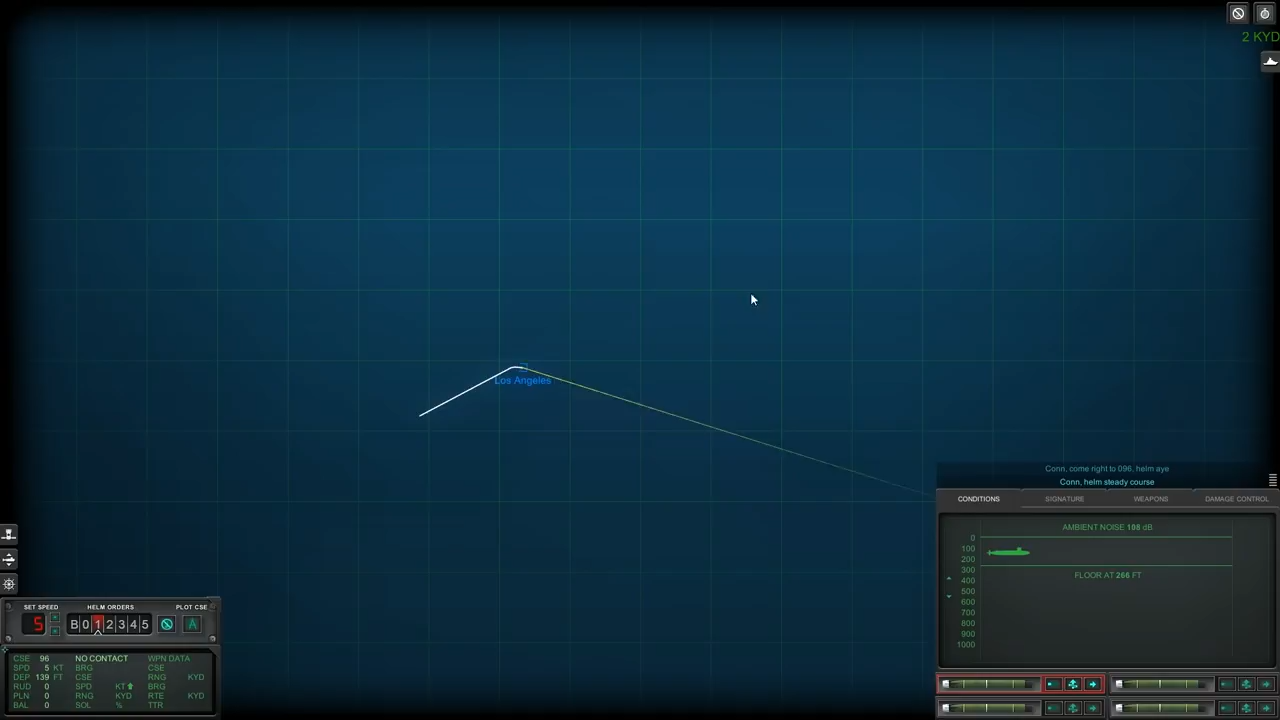 2 KYD
Los Angeles
Conn, come right to 096, helm aye
Conn, helm steady course
CONDITIONS SIGNATURE WEAPONS DAMAGE CONTROL
AMBIENT NOISE 108 dB
0
100
200
300
400
500
600
700
800
900
1000
FLOOR AT 266 FT
SET SPEED HELM ORDERS PLOT CSE
5 B 0 1 2 3 4 5 A
CSE 96 NO CONTACT WPN DATA
SPD 5 KT BRG CSE
DEP 139 FT CSE RNG KYD
RUD 0 SPD KT BRG
PLN 0 RNG KYD RTE KYD
BAL 0 SOL % TTR